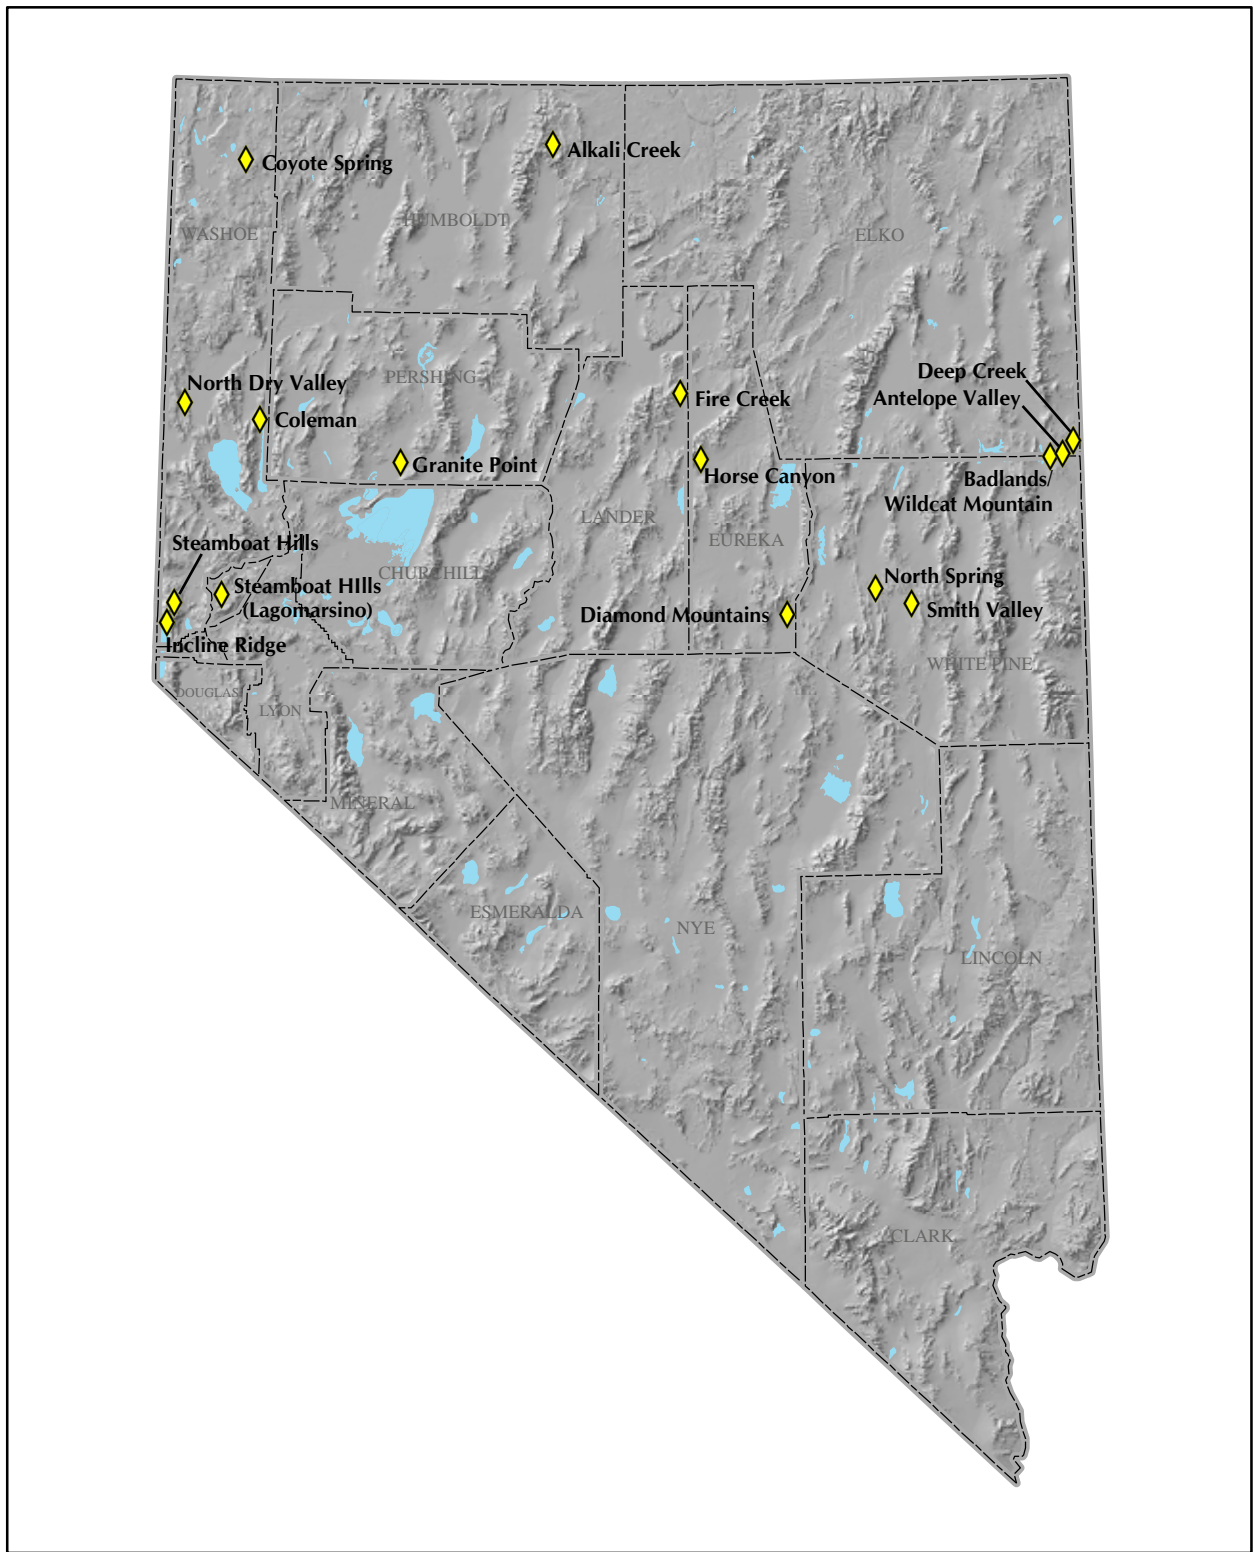 Coyote Spring
Alkali Creek
HUMBOLDT
WASHOE
ELKO
Deep Creek
North Dry Valley
PERSHING
Antelope Valley
Fire Creek
Coleman
Granite Point
Horse Canyon
Badlands/
Wildcat Mountain
LANDER
EUREKA
Steamboat Hills
CHURCHILL
North Spring
Steamboat HIlls
(Lagomarsino)
Smith Valley
Diamond Mountains
Incline Ridge
WHITE PINE
DOUGLAS
LYON
MINERAL
ESMERALDA
NYE
LINCOLN
CLARK